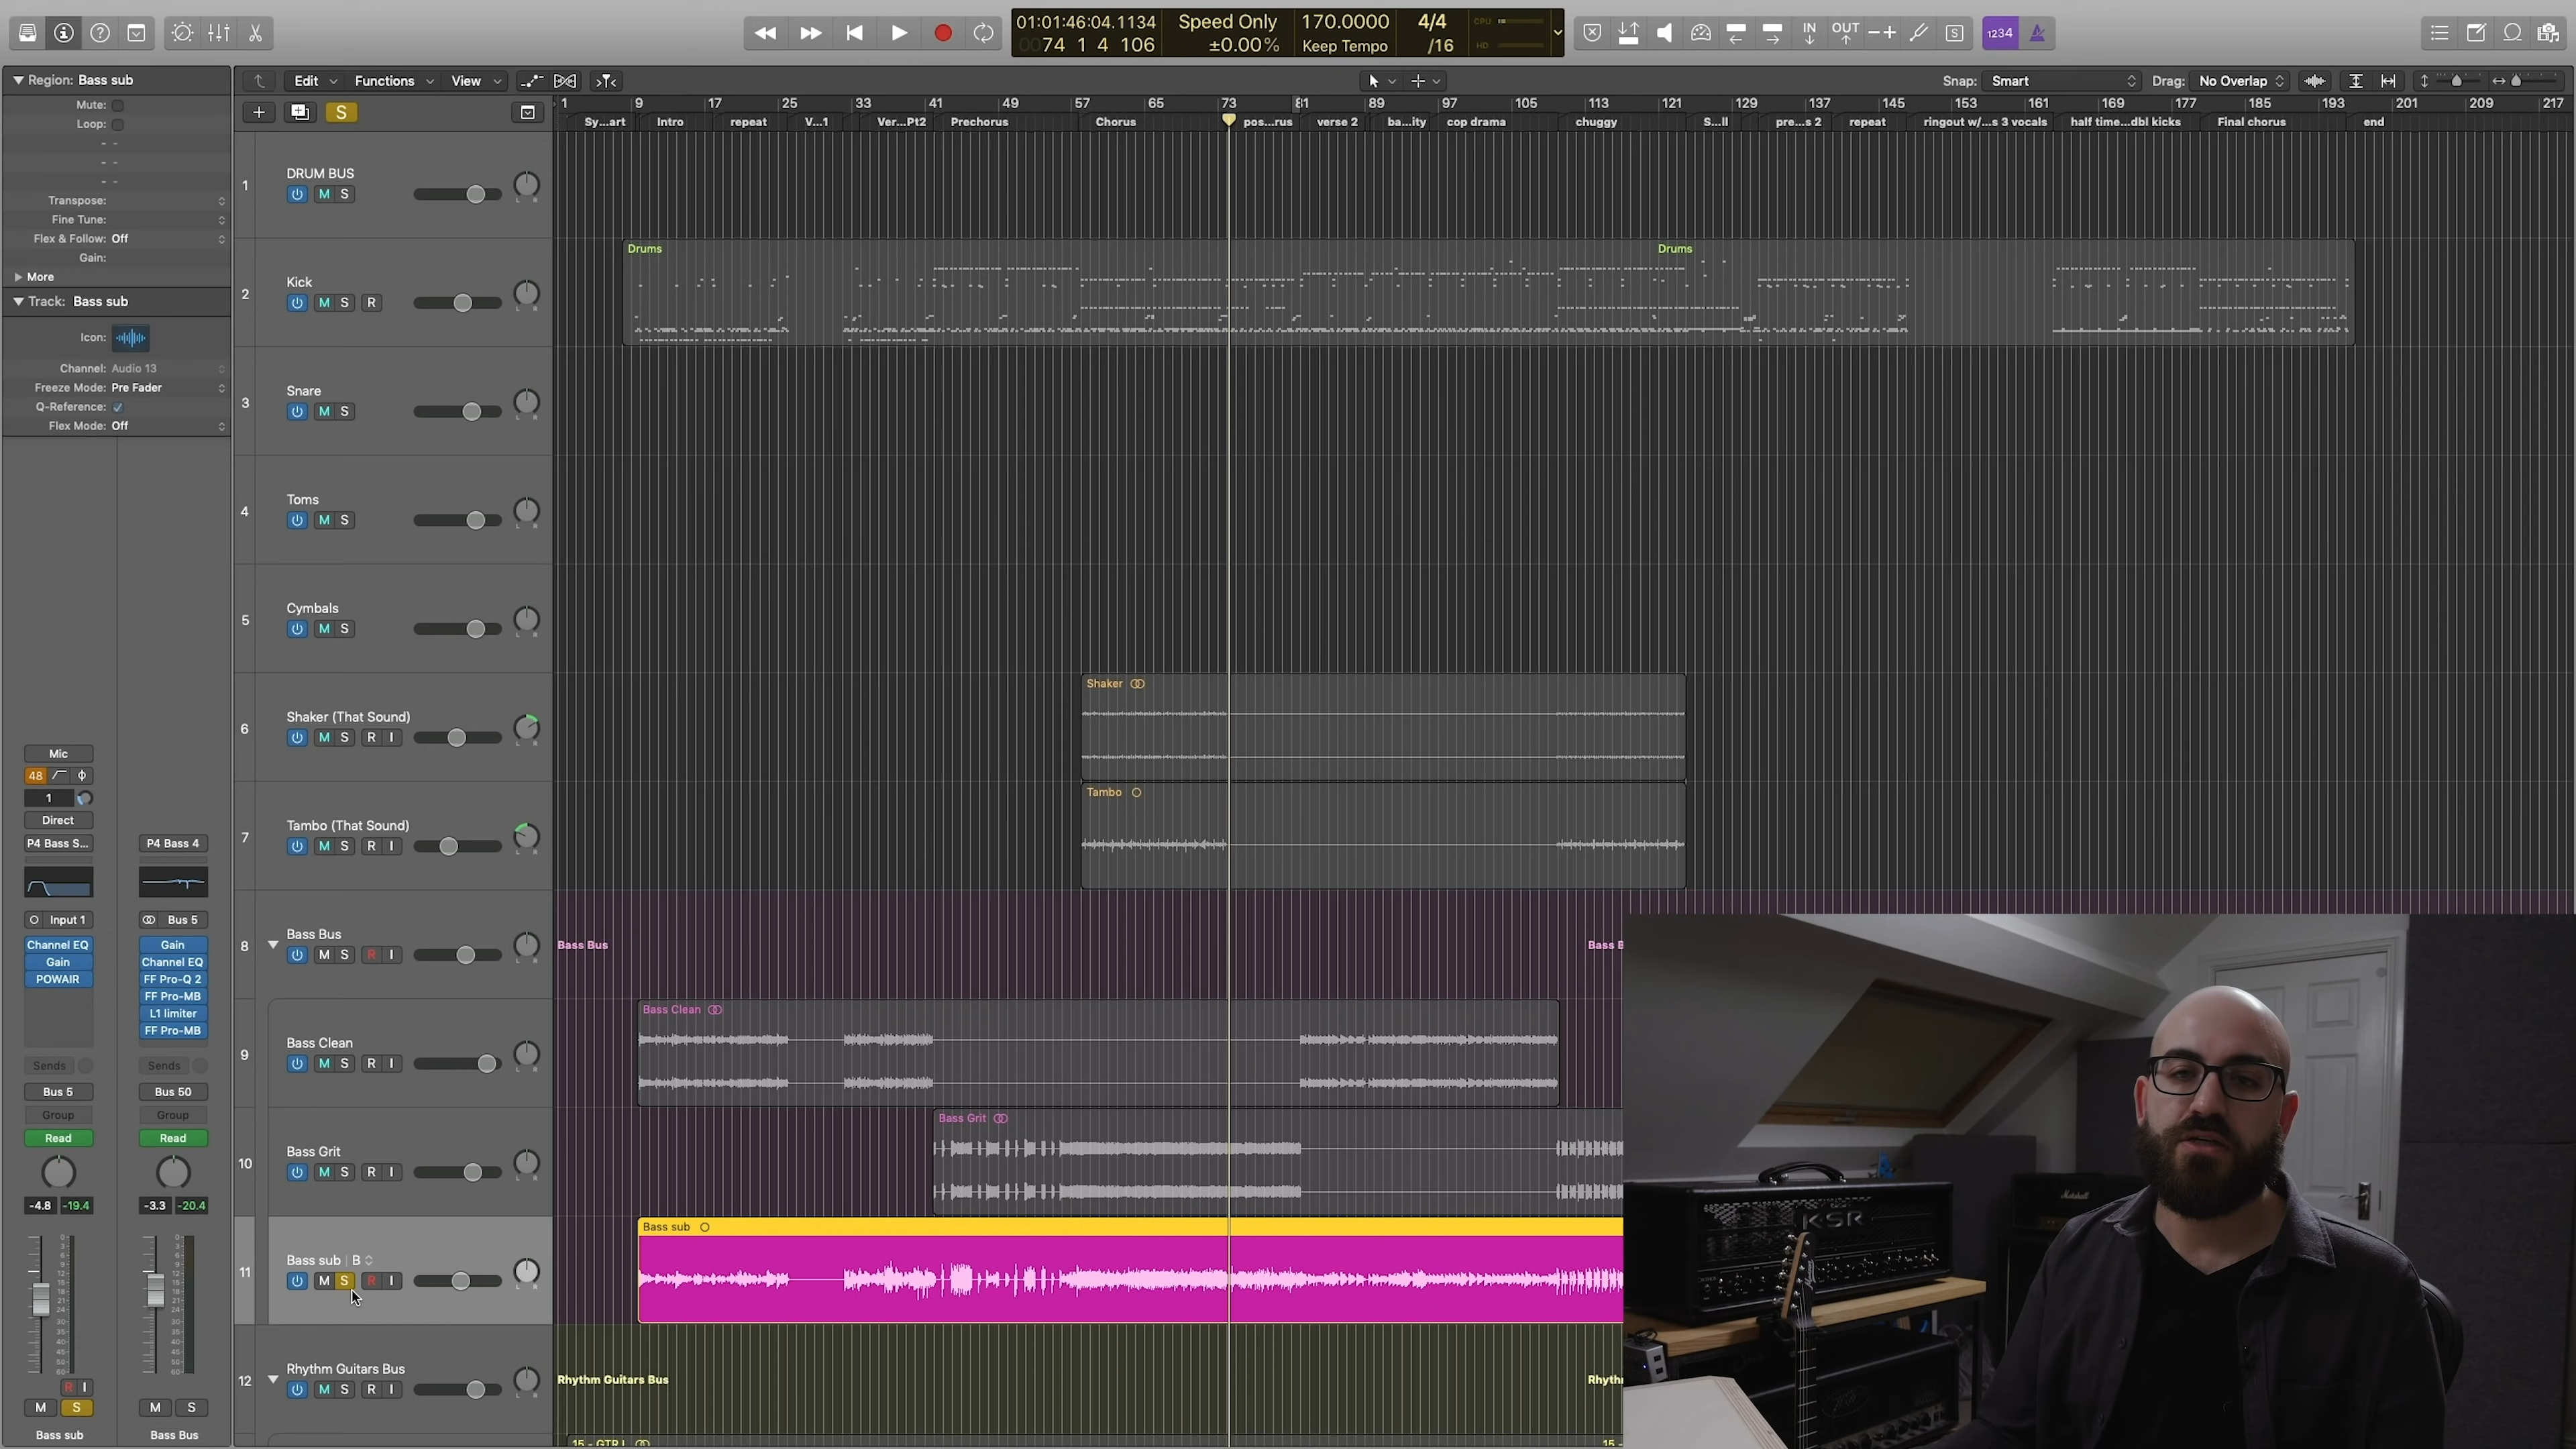 01:01:46:04.1134
0074 1 4 106
Speed Only
±0.00%
170.0000
Keep Tempo
4/4
/16
CPU
HD
IN
OUT
S
1234
Region: Bass sub
Mute:
Loop:
Transpose:
Fine Tune:
Flex & Follow: Off
Gain:
More
Track: Bass sub
Icon:
Channel: Audio 13
Freeze Mode: Pre Fader
Q-Reference:
Flex Mode: Off
Edit
Functions
View
Snap: Smart
Drag: No Overlap
S
1 9 17 25 33 41 49 57 65 73 81 89 97 105 113 121 129 137 145 153 161 169 177 185 193 201 209 217
Sy...art Intro repeat V...1 Ver...Pt2 Prechorus Chorus pos...rus verse 2 ba...ity cop drama chuggy S...ll pre...s 2 repeat ringout w/...s 3 vocals half time...dbl kicks Final chorus end
1
DRUM BUS
M S
2
Kick
M S R
Drums
Drums
3
Snare
M S
4
Toms
M S
5
Cymbals
M S
6
Shaker (That Sound)
M S R I
Shaker
7
Tambo (That Sound)
M S R I
Tambo
8
Bass Bus
M S R I
Bass Bus
Bass B
9
Bass Clean
M S R I
Bass Clean
10
Bass Grit
M S R I
Bass Grit
11
Bass sub B
M S R I
Bass sub
12
Rhythm Guitars Bus
M S R I
Rhythm Guitars Bus
Rhyth
15 - GTR L
15 -
Mic
48
1
Direct
P4 Bass S...
P4 Bass 4
Input 1
Bus 5
Channel EQ
Gain
POWAIR
Gain
Channel EQ
FF Pro-Q 2
FF Pro-MB
L1 limiter
FF Pro-MB
Sends
Sends
Bus 5
Bus 50
Group
Group
Read
Read
-4.8 -19.4
-3.3 -20.4
R I
M S
M S
Bass sub
Bass Bus
KSR
Marshall